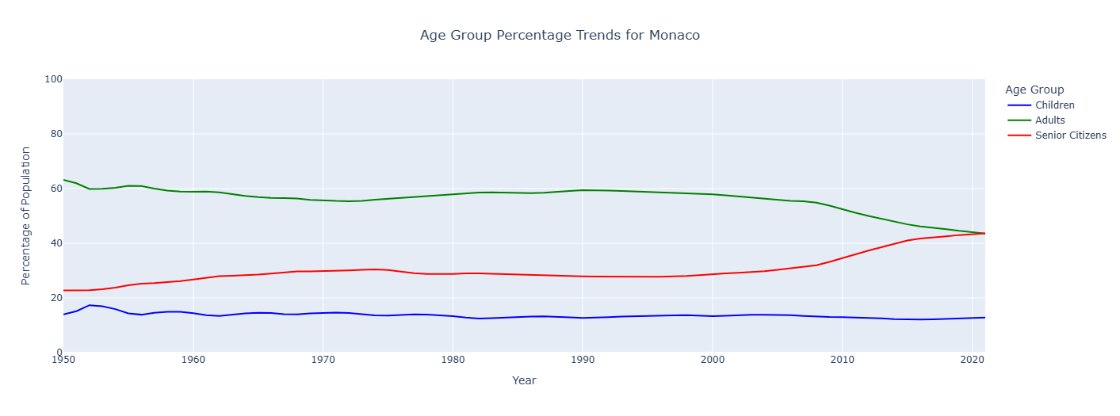 Age Group Percentage Trends for Monaco
Age Group
Children
Adults
Senior Citizens
Percentage of Population
100
80
60
40
20
0
1950 1960 1970 1980 1990 2000 2010 2020
Year